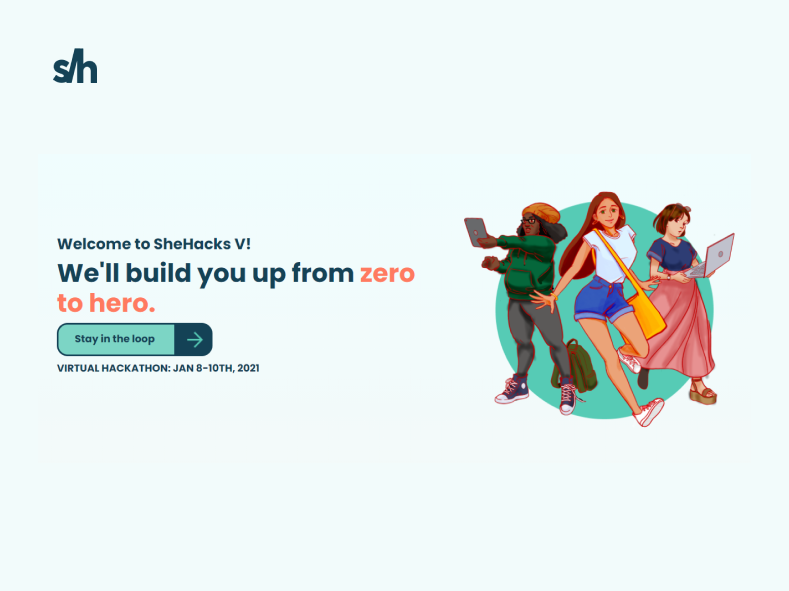 s/h
Welcome to SheHacks V!
We'll build you up from zero
to hero.
Stay in the loop
VIRTUAL HACKATHON: JAN 8-10TH, 2021